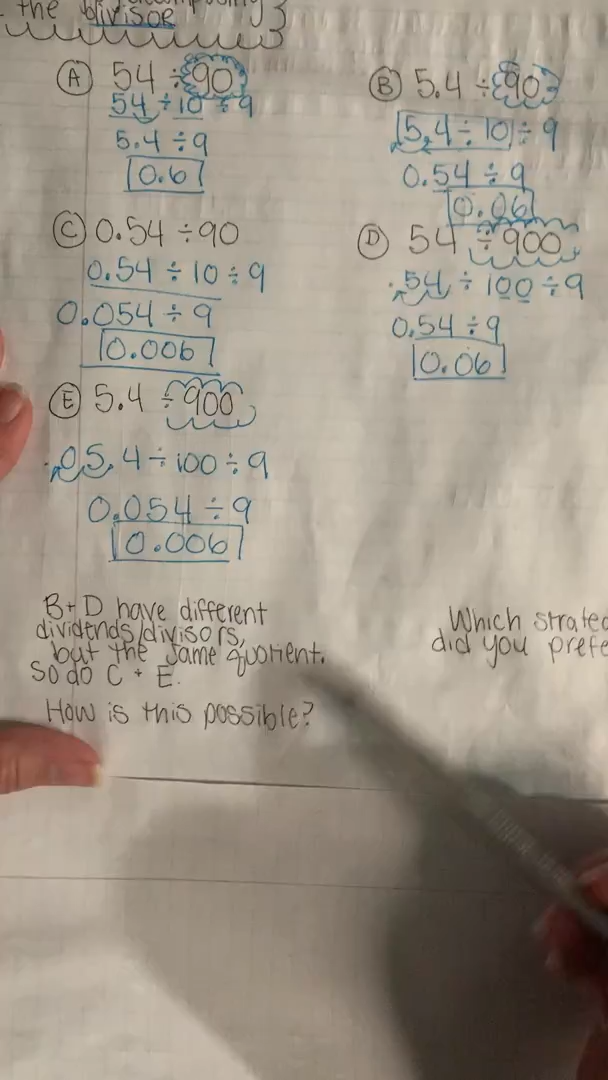 the divisor
Ⓐ 54 ÷ 90
54 ÷ 10 ÷ 9
5.4 ÷ 9
0.6
Ⓑ 5.4 ÷ 90
5.4 ÷ 10 ÷ 9
0.54 ÷ 9
0.06
Ⓒ 0.54 ÷ 90
0.54 ÷ 10 ÷ 9
0.054 ÷ 9
0.006
Ⓓ 54 ÷ 900
.54 ÷ 100 ÷ 9
0.54 ÷ 9
0.06
Ⓔ 5.4 ÷ 900
.05.4 ÷ 100 ÷ 9
0.054 ÷ 9
0.006
B + D have different
dividends/divisors,
but the same quotient.
So do C + E.
How is this possible?
Which
did you